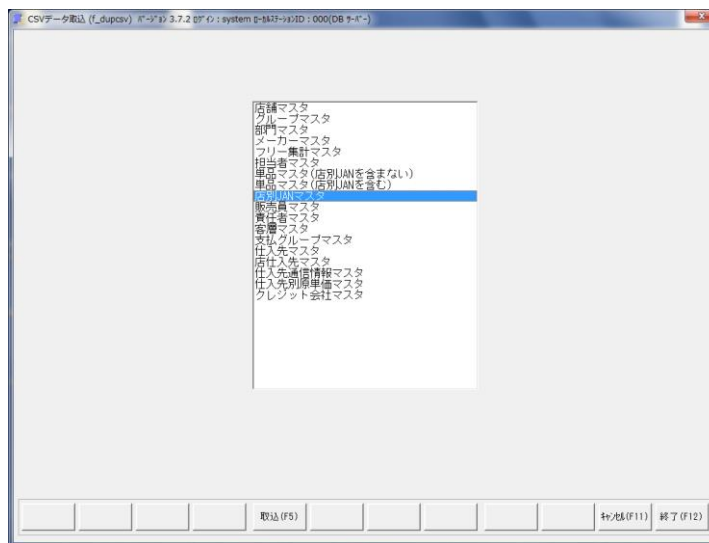 CSVデータ取込 (f_dupcsv) バージョン 3.7.2 ログイン : system ローカルステーションID : 000(DB サーバー)
店舗マスタ
グループマスタ
部門マスタ
メーカーマスタ
フリー集計マスタ
担当者マスタ
単品マスタ(店別JANを含まない)
単品マスタ(店別JANを含む)
店別JANマスタ
販売員マスタ
責任者マスタ
客層マスタ
支払グループマスタ
仕入先マスタ
店仕入先マスタ
仕入先通信情報マスタ
仕入先別原単価マスタ
クレジット会社マスタ
取込(F5) キャンセル(F11) 終了(F12)